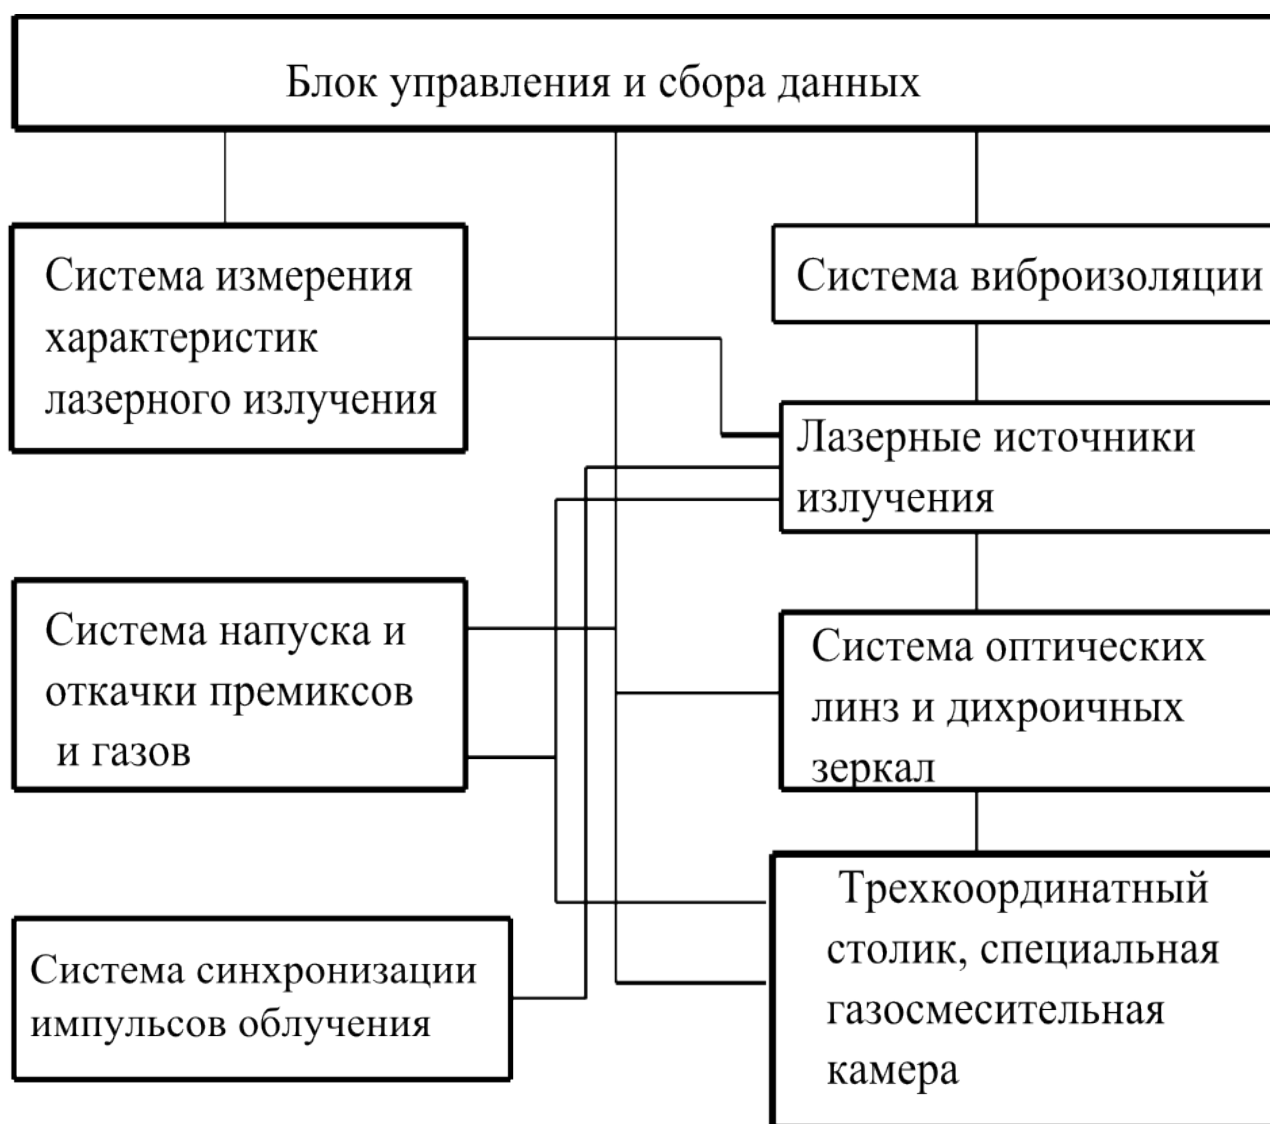 Блок управления и сбора данных
Система измерения
характеристик
лазерного излучения
Система виброизоляции
Лазерные источники
излучения
Система напуска и
откачки премиксов
и газов
Система оптических
линз и дихроичных
зеркал
Система синхронизации
импульсов облучения
Трехкоординатный
столик, специальная
газосмесительная
камера